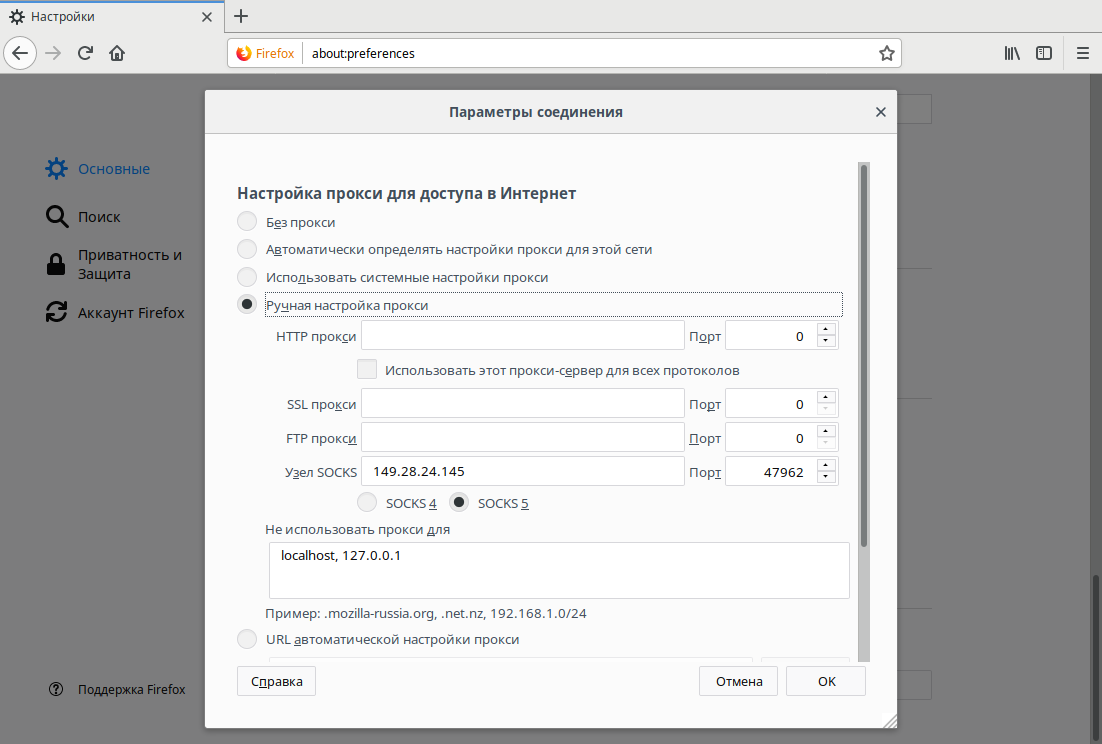 Настройки
Firefox
about:preferences
Параметры соединения
Основные
Поиск
Приватность и
Защита
Аккаунт Firefox
Поддержка Firefox
Настройка прокси для доступа в Интернет
Без прокси
Автоматически определять настройки прокси для этой сети
Использовать системные настройки прокси
Ручная настройка прокси
HTTP прокси Порт 0
Использовать этот прокси-сервер для всех протоколов
SSL прокси Порт 0
FTP прокси Порт 0
Узел SOCKS 149.28.24.145 Порт 47962
SOCKS 4 SOCKS 5
Не использовать прокси для
localhost, 127.0.0.1
Пример: .mozilla-russia.org, .net.nz, 192.168.1.0/24
URL автоматической настройки прокси
Справка Отмена OK